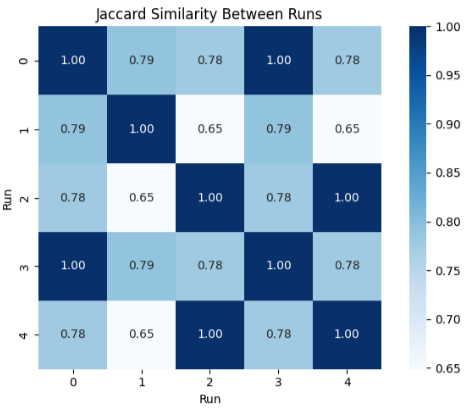 Jaccard Similarity Between Runs
0 1.00 0.79 0.78 1.00 0.78
1 0.79 1.00 0.65 0.79 0.65
2 0.78 0.65 1.00 0.78 1.00
3 1.00 0.79 0.78 1.00 0.78
4 0.78 0.65 1.00 0.78 1.00
Run
0 1 2 3 4
Run
1.00
0.95
0.90
0.85
0.80
0.75
0.70
0.65